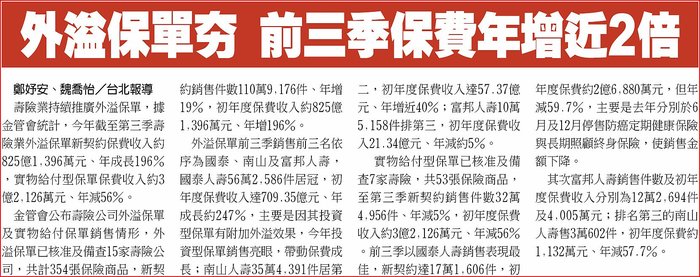 外溢保單夯 前三季保費年增近2倍
鄭妤安、魏喬怡／台北報導
壽險業持續推廣外溢保單，據
金管會統計，今年截至第三季壽
險業外溢保單新契約保費收入約
825億1.396萬元、年成長196%
，實物給付型保單保費收入約3
億2.126萬元、年減56%。
金管會公布壽險公司外溢保單
及實物給付保單銷售情形，外
溢保單已核准及備查15家壽險公
司，共計354張保險商品，新契
約銷售件數110萬9.176件、年增
19%，初年度保費收入約825億
1.396萬元、年增196%。
外溢保單前三季銷售前三名依
序為國泰、南山及富邦人壽，
國泰人壽56萬2.586件居冠，初年
度保費收入達709.35億元、年
成長約247%，主要是因其投資
型保單有附加外溢效果，今年投
資型保單銷售亮眼，帶動保費成
長；南山人壽35萬4.391件居第
二，初年度保費收入達57.37億
元、年增近40%；富邦人壽10萬
5.158件排第三，初年度保費收
入21.34億元、年減約5%。
實物給付型保單已核准及備
查7家壽險，共53張保險商品，
至第三季新契約銷售件數32萬
4.956件、年減5%，初年度保費
收入約3億2.126萬元、年減56%
。前三季以國泰人壽銷售表現最
佳，新契約達17萬1.606件，初
年度保費約2億6.880萬元，但年
減59.7%，主要是去年分別於6
月及12月停售防癌定期健康保險
與長期照顧終身保險，使銷售金
額下降。
其次富邦人壽銷售件數及初年
度收入分別為12萬2.694件
及4.005萬元；排名第三的南山
人壽售3萬602件，初年度保費約
1.132萬元、年減57.7%。